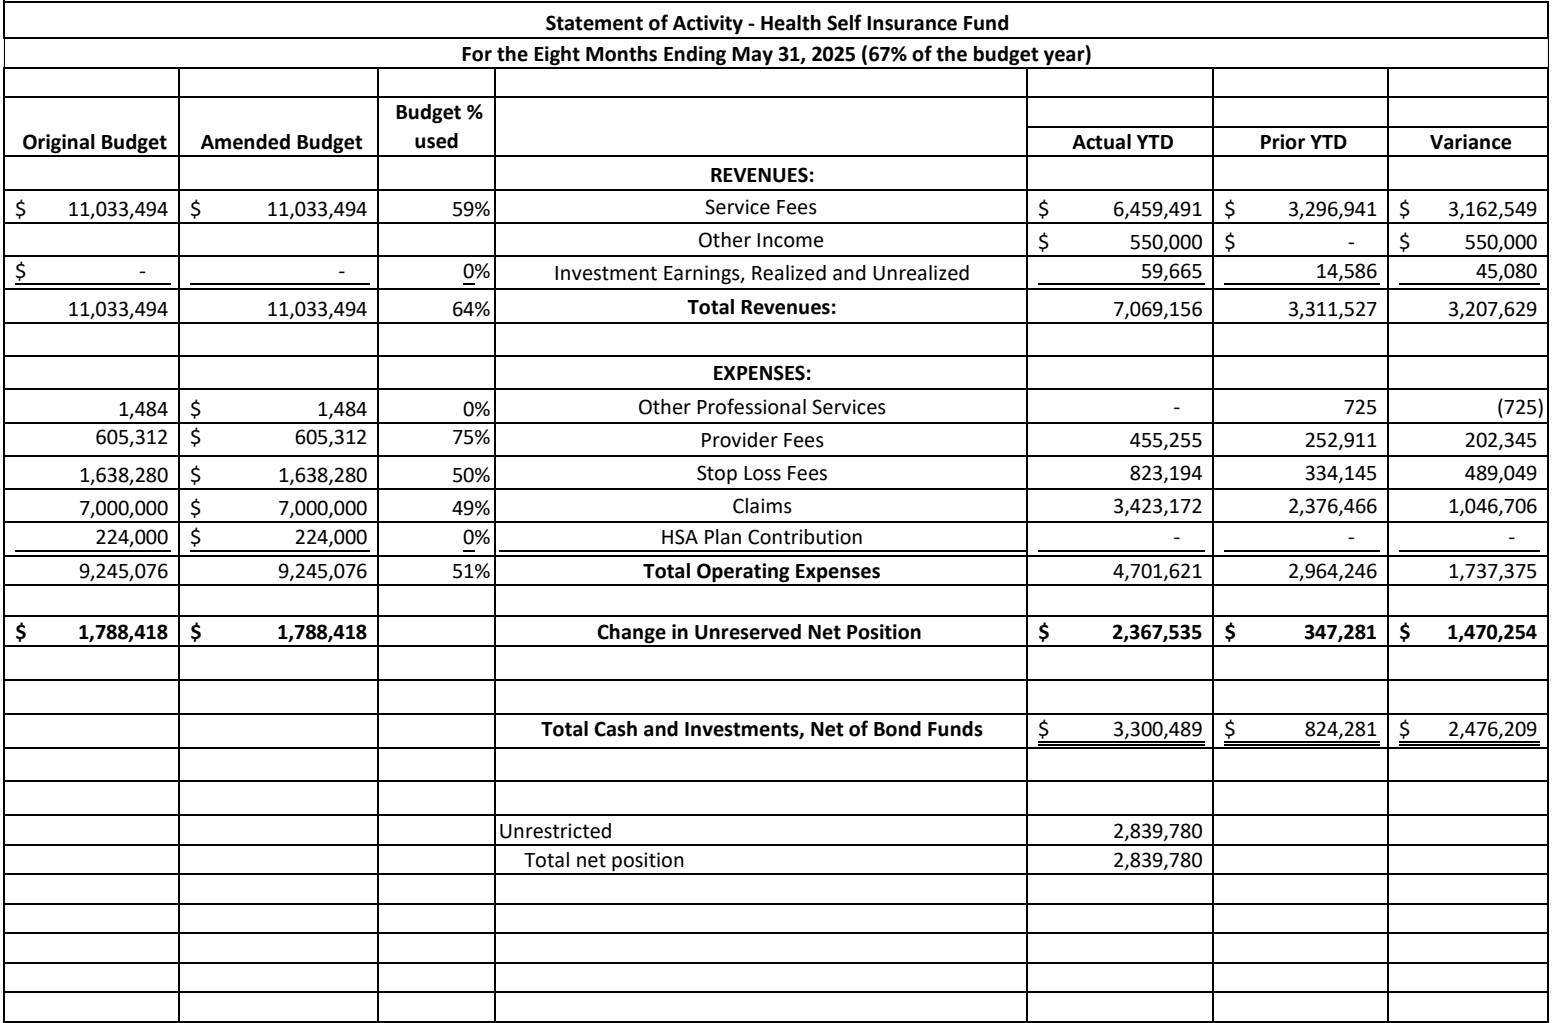 Statement of Activity - Health Self Insurance Fund
For the Eight Months Ending May 31, 2025 (67% of the budget year)
Original Budget Amended Budget Budget % used Actual YTD Prior YTD Variance
REVENUES:
$ 11,033,494 $ 11,033,494 59% Service Fees $ 6,459,491 $ 3,296,941 $ 3,162,549
Other Income $ 550,000 $ - $ 550,000
$ - - 0% Investment Earnings, Realized and Unrealized 59,665 14,586 45,080
11,033,494 11,033,494 64% Total Revenues: 7,069,156 3,311,527 3,207,629
EXPENSES:
1,484 $ 1,484 0% Other Professional Services - 725 (725)
605,312 $ 605,312 75% Provider Fees 455,255 252,911 202,345
1,638,280 $ 1,638,280 50% Stop Loss Fees 823,194 334,145 489,049
7,000,000 $ 7,000,000 49% Claims 3,423,172 2,376,466 1,046,706
224,000 $ 224,000 0% HSA Plan Contribution - - -
9,245,076 9,245,076 51% Total Operating Expenses 4,701,621 2,964,246 1,737,375
$ 1,788,418 $ 1,788,418 Change in Unreserved Net Position $ 2,367,535 $ 347,281 $ 1,470,254
Total Cash and Investments, Net of Bond Funds $ 3,300,489 $ 824,281 $ 2,476,209
Unrestricted 2,839,780
Total net position 2,839,780